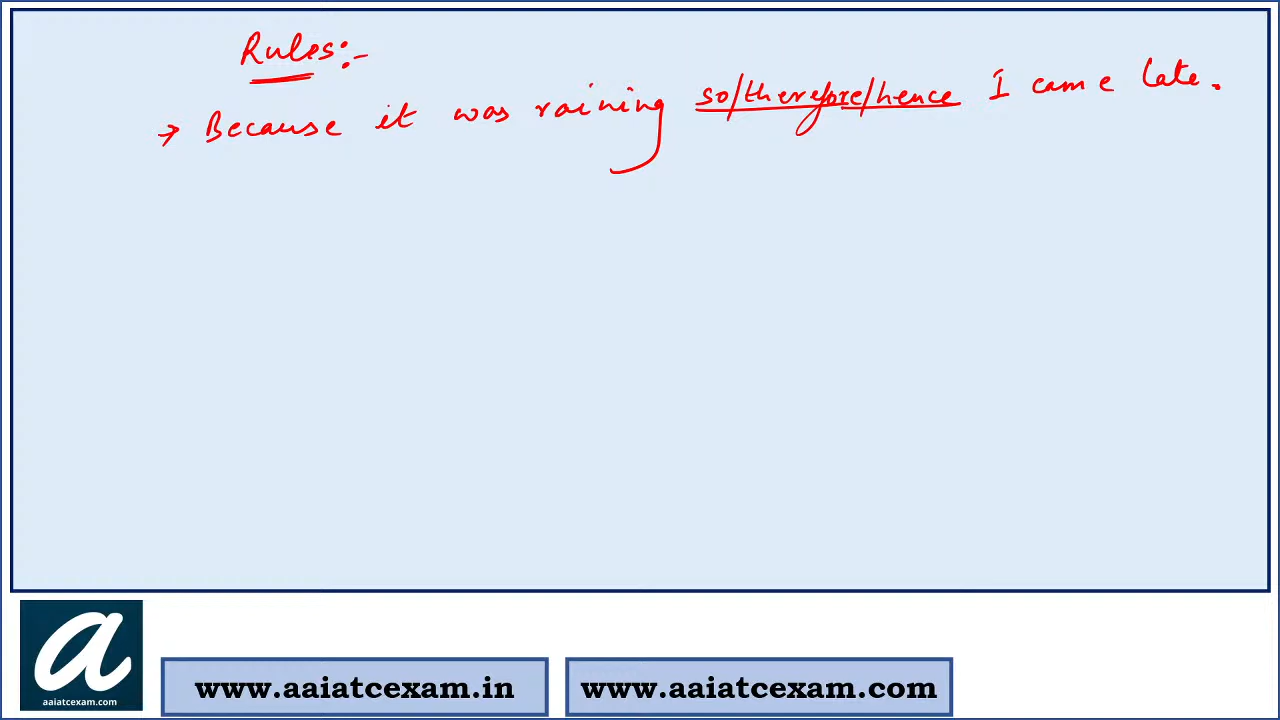 Rules:-
→ Because it was raining so/therefore/hence I came late.
a
aaiatcexam.com
www.aaiatcexam.in
www.aaiatcexam.com